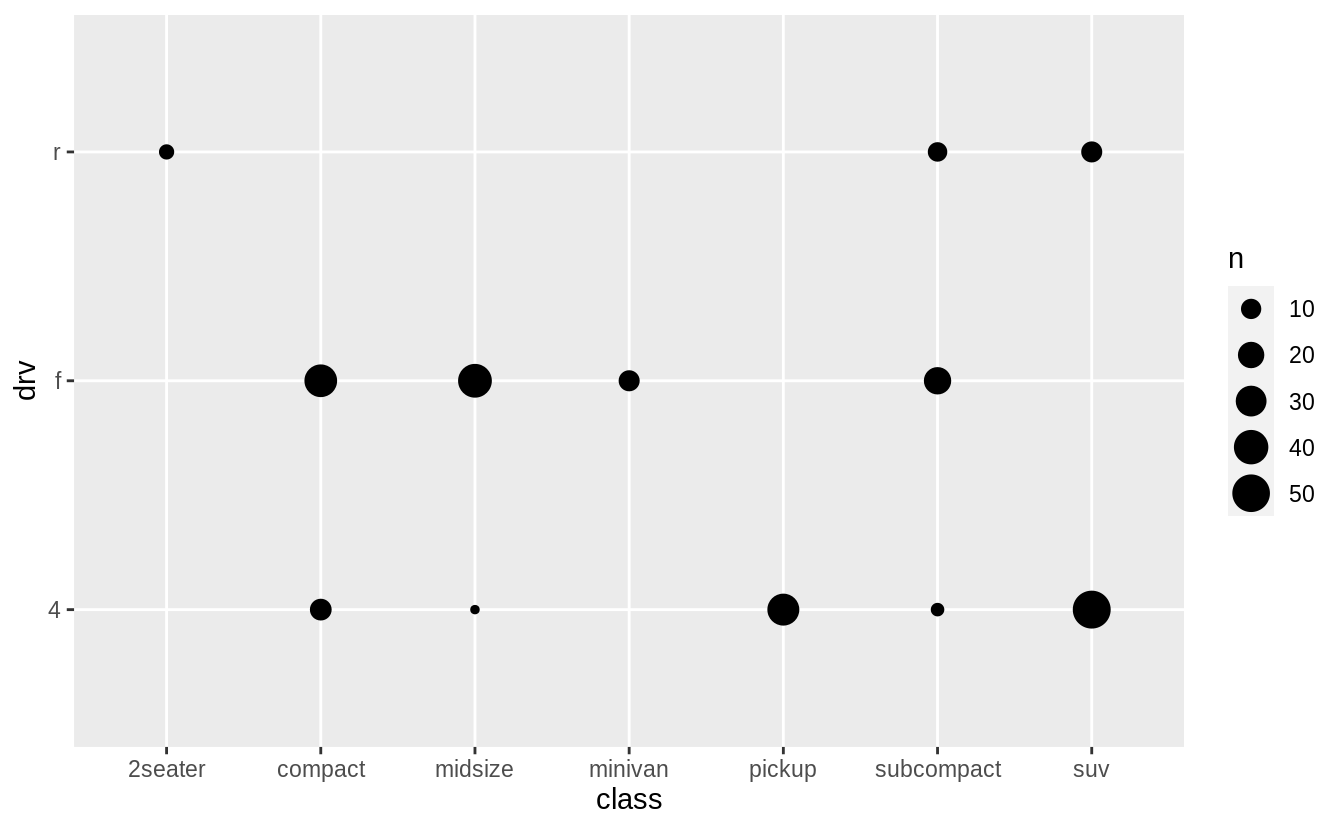 r
f
4
drv
2seater compact midsize minivan pickup subcompact suv
class
n
10
20
30
40
50